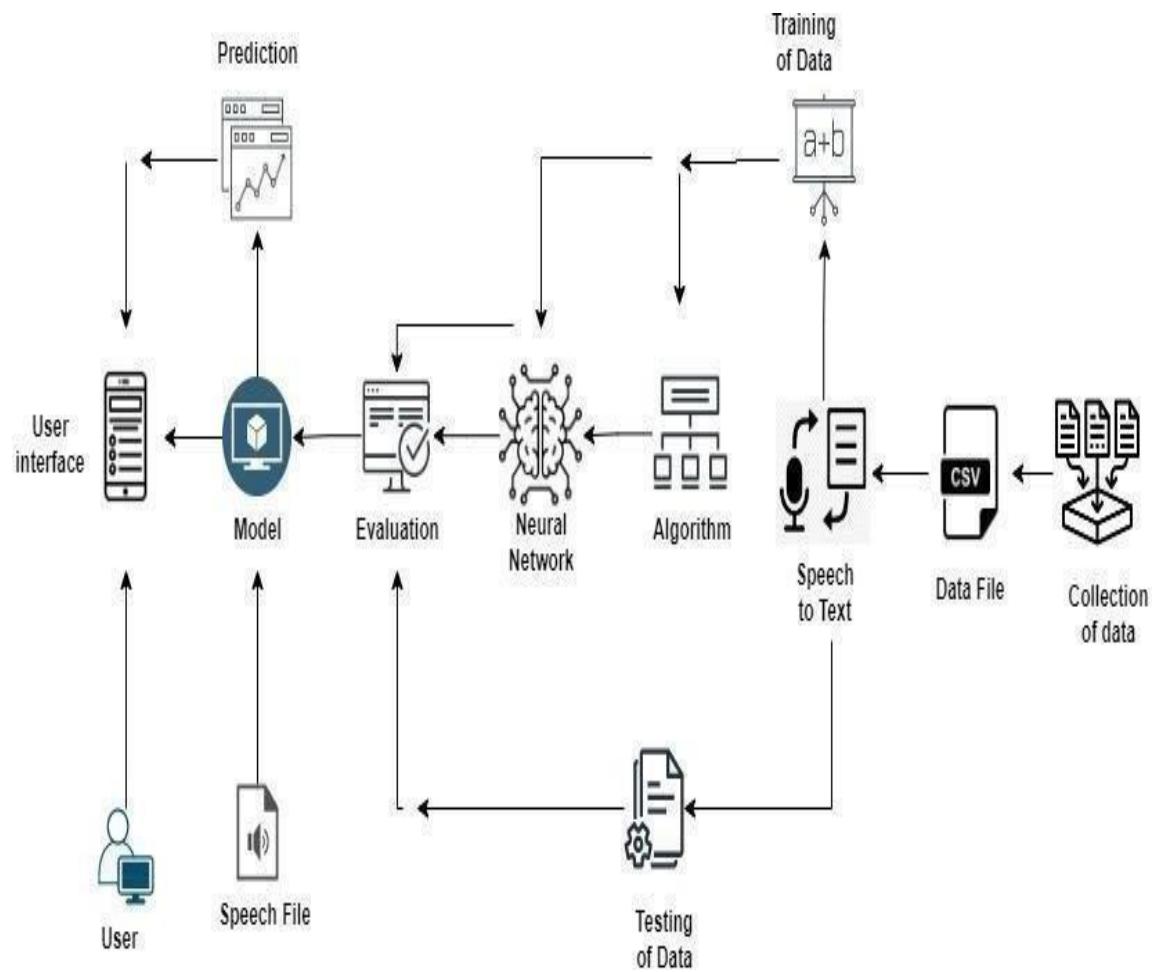 Training
of Data
Prediction
a+b
User
interface
Model
Evaluation
Neural
Network
Algorithm
Speech
to Text
CSV
Data File
Collection
of data
User
Speech File
Testing
of Data